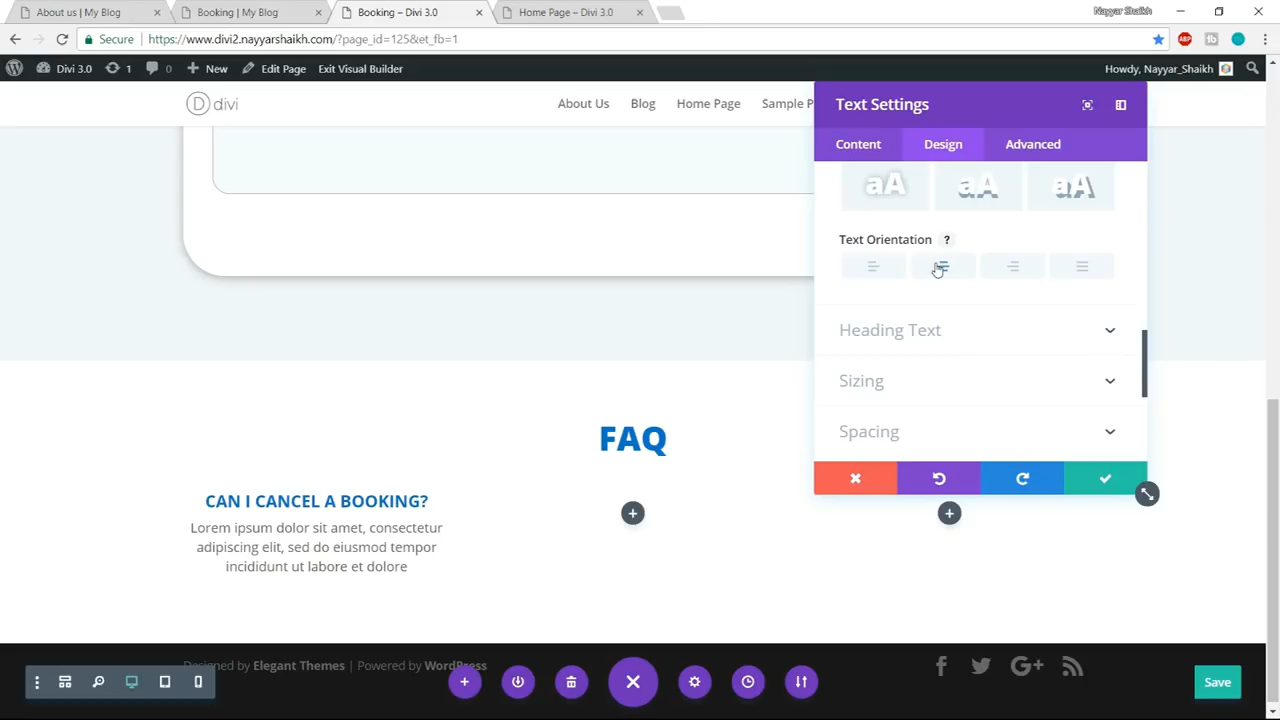 About us | My Blog
Booking | My Blog
Booking – Divi 3.0
Home Page – Divi 3.0
Nayyar Shaikh
Secure
https://www.divi2.nayyarshaikh.com/?page_id=125&et_fb=1
ABP
Divi 3.0
1
0
New
Edit Page
Exit Visual Builder
Howdy, Nayyar_Shaikh
D divi
About Us
Blog
Home Page
Sample P
Text Settings
Content
Design
Advanced
aA
aA
aA
Text Orientation ?
Heading Text
Sizing
Spacing
FAQ
CAN I CANCEL A BOOKING?
Lorem ipsum dolor sit amet, consectetur
adipiscing elit, sed do eiusmod tempor
incididunt ut labore et dolore
Designed by Elegant Themes | Powered by WordPress
Save